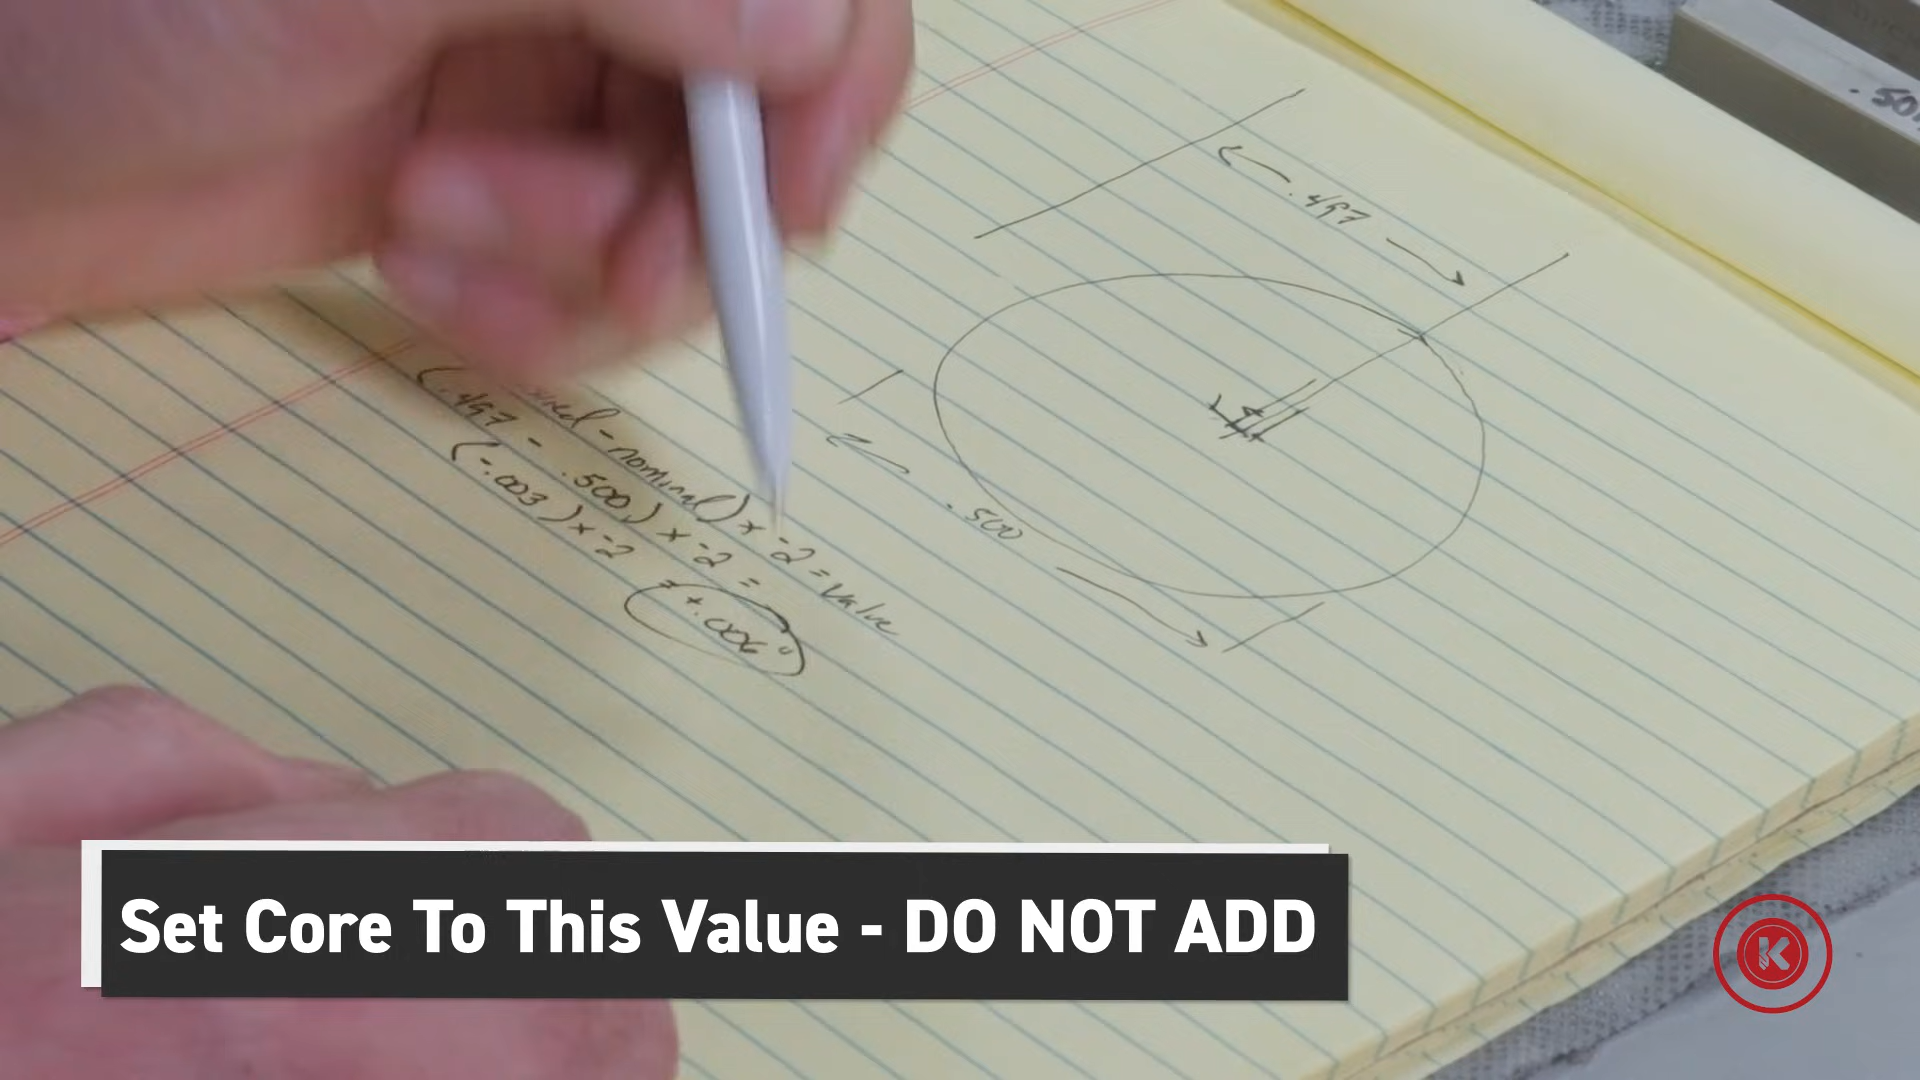 .497
.500
-nominal) x -2 = value
(.497 - .500) x -2 =
(-.003) x -2
= +.006"
.50
Set Core To This Value - DO NOT ADD
K